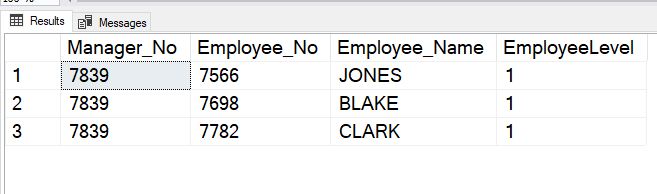 Results Messages
Manager_No Employee_No Employee_Name EmployeeLevel
1 7839 7566 JONES 1
2 7839 7698 BLAKE 1
3 7839 7782 CLARK 1